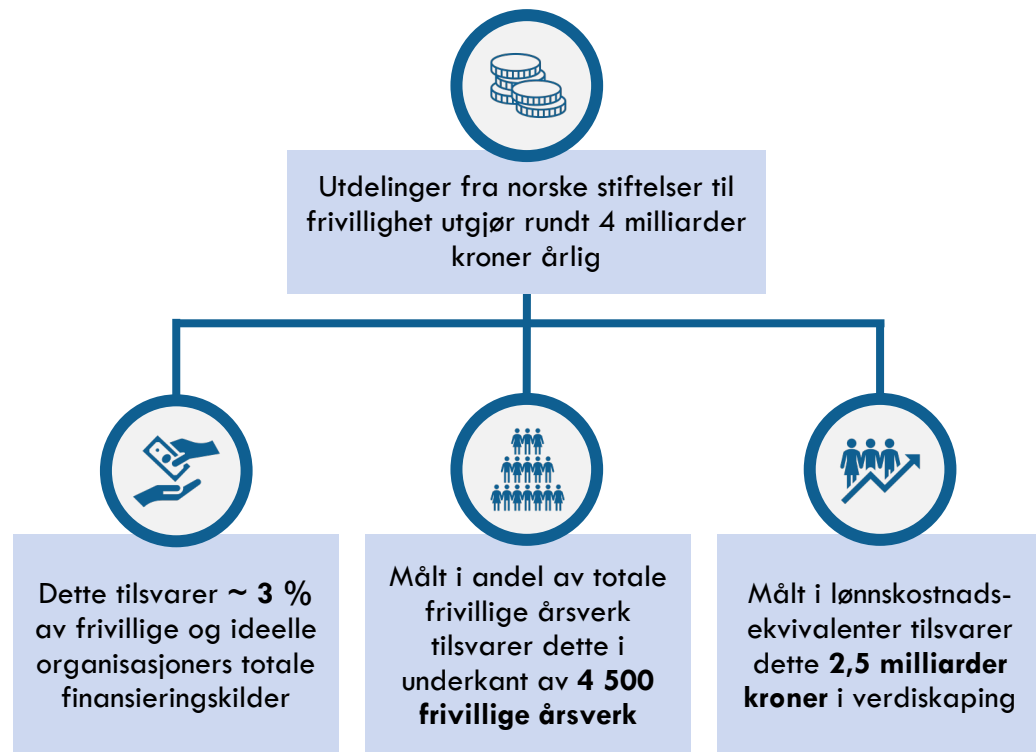 Utdelinger fra norske stiftelser til
frivillighet utgjør rundt 4 milliarder
kroner årlig
Dette tilsvarer ~ 3 %
av frivillige og ideelle
organisasjoners totale
finansieringskilder
Målt i andel av totale
frivillige årsverk
tilsvarer dette i
underkant av 4 500
frivillige årsverk
Målt i lønnskostnads-
ekvivalenter tilsvarer
dette 2,5 milliarder
kroner i verdiskaping